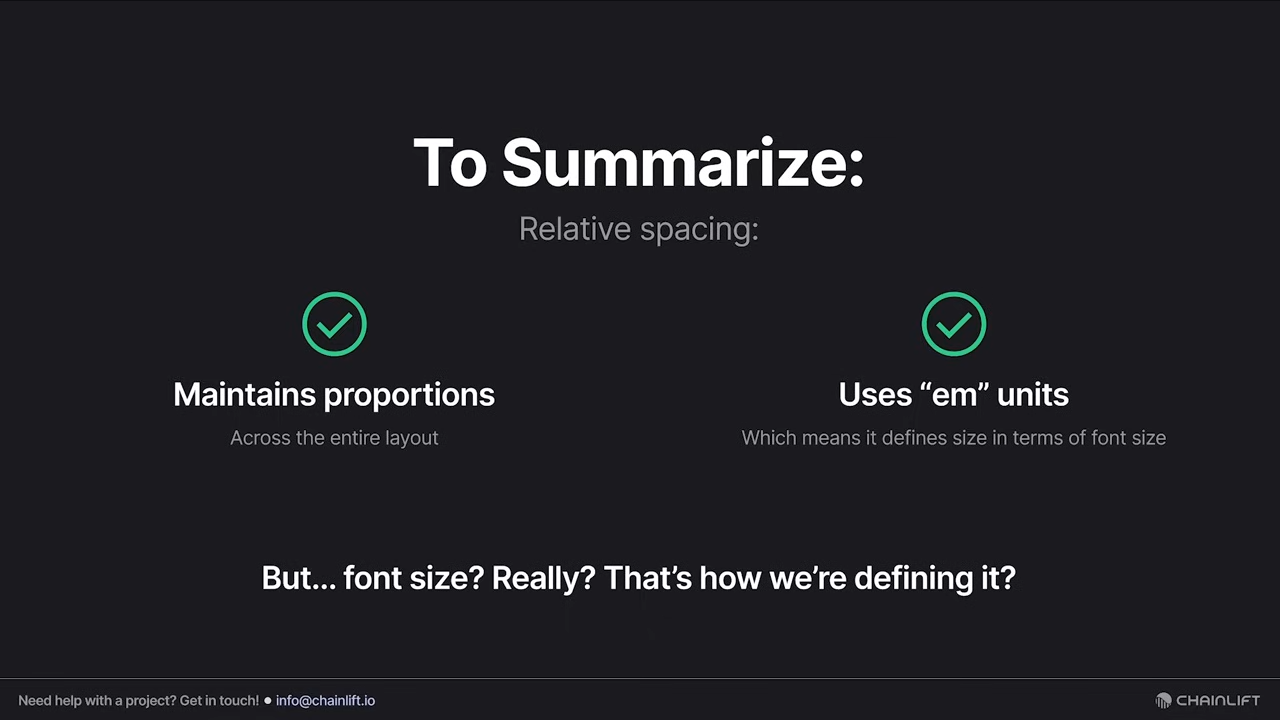 To Summarize:
Relative spacing:
Maintains proportions
Across the entire layout
Uses “em” units
Which means it defines size in terms of font size
But... font size? Really? That’s how we’re defining it?
Need help with a project? Get in touch! ● info@chainlift.io
CHAINLIFT